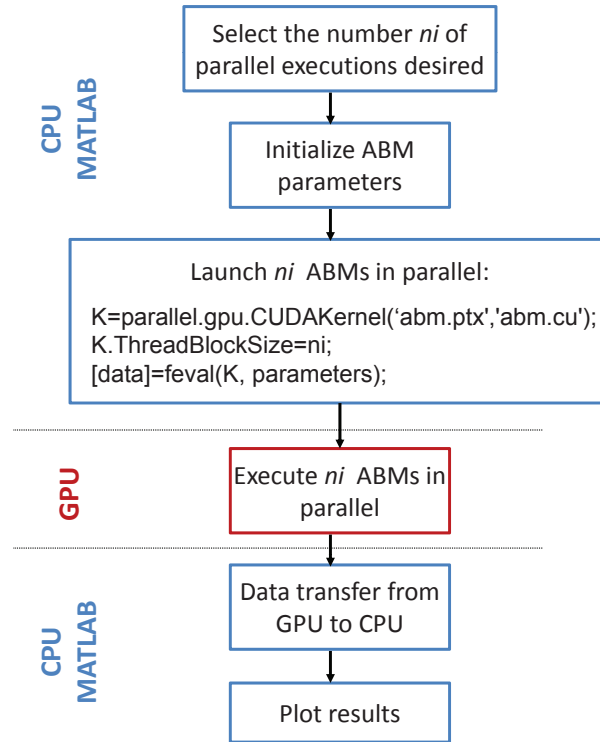 Select the number ni of
parallel executions desired
CPU
MATLAB
Initialize ABM
parameters
Launch ni ABMs in parallel:
K=parallel.gpu.CUDAKernel(‘abm.ptx','abm.cu');
K.ThreadBlockSize=ni;
[data]=feval(K, parameters);
GPU
Execute ni ABMs in
parallel
CPU
MATLAB
Data transfer from
GPU to CPU
Plot results